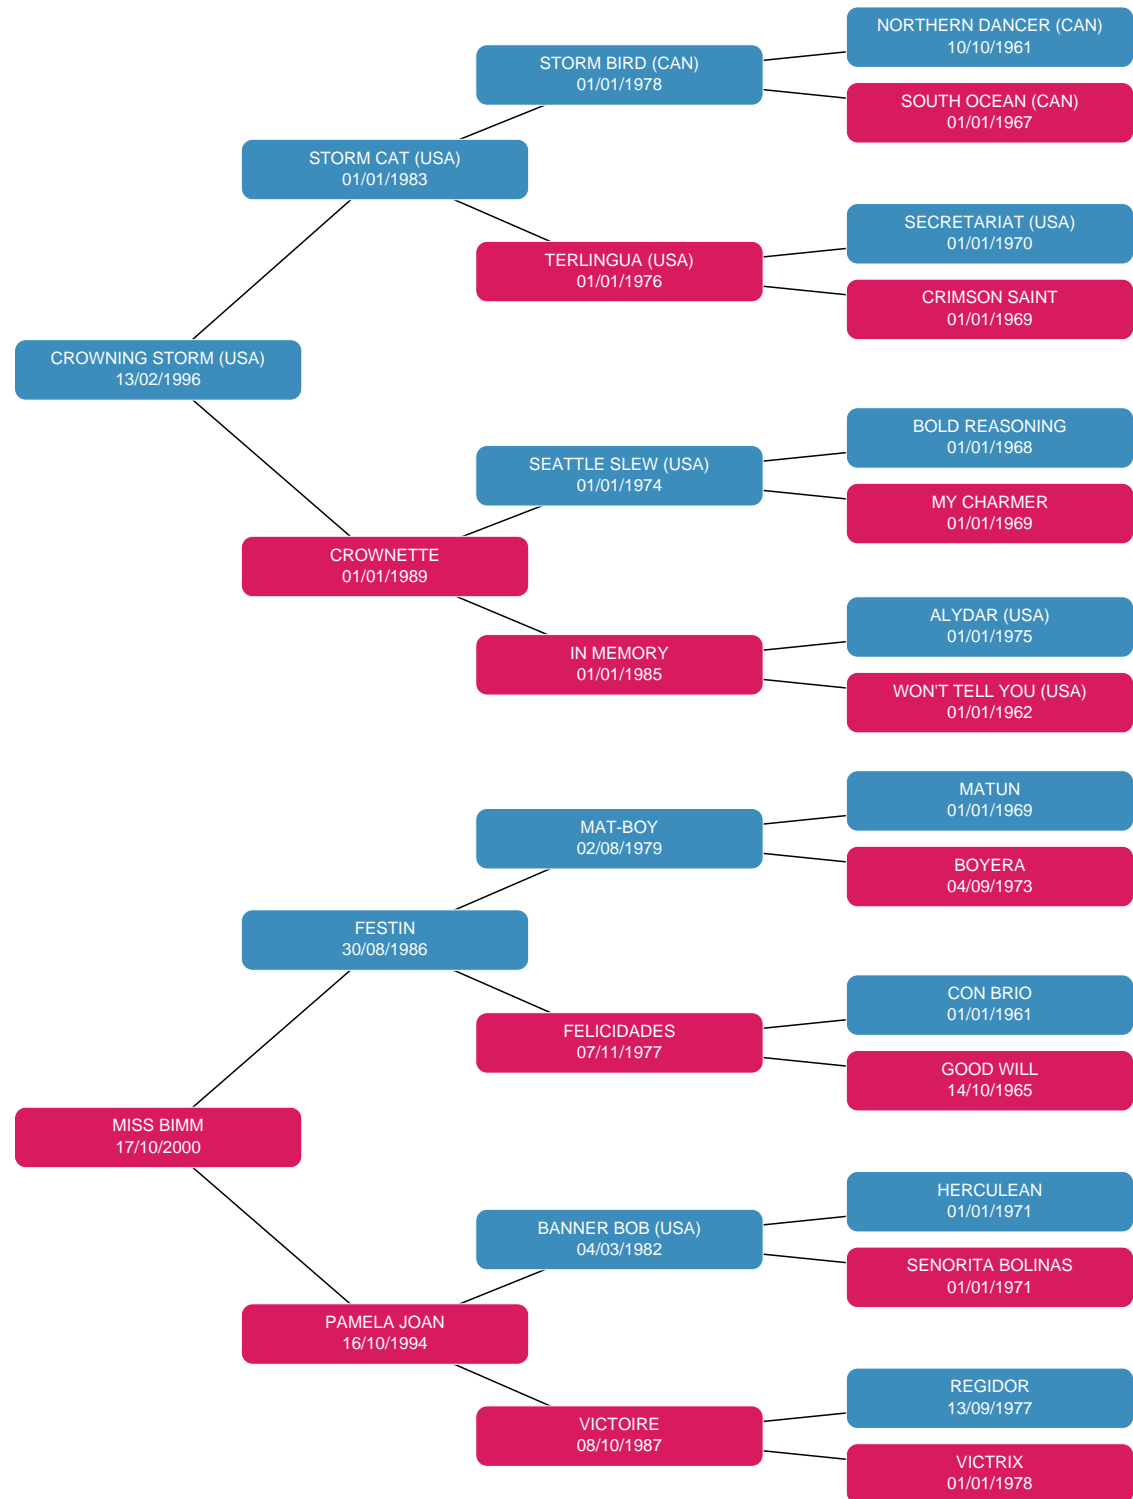 NORTHERN DANCER (CAN)
10/10/1961
STORM BIRD (CAN)
01/01/1978
SOUTH OCEAN (CAN)
01/01/1967
STORM CAT (USA)
01/01/1983
SECRETARIAT (USA)
01/01/1970
TERLINGUA (USA)
01/01/1976
CRIMSON SAINT
01/01/1969
CROWNING STORM (USA)
13/02/1996
BOLD REASONING
01/01/1968
SEATTLE SLEW (USA)
01/01/1974
MY CHARMER
01/01/1969
CROWNETTE
01/01/1989
ALYDAR (USA)
01/01/1975
IN MEMORY
01/01/1985
WON'T TELL YOU (USA)
01/01/1962
MATUN
01/01/1969
MAT-BOY
02/08/1979
BOYERA
04/09/1973
FESTIN
30/08/1986
CON BRIO
01/01/1961
FELICIDADES
07/11/1977
GOOD WILL
14/10/1965
MISS BIMM
17/10/2000
HERCULEAN
01/01/1971
BANNER BOB (USA)
04/03/1982
SENORITA BOLINAS
01/01/1971
PAMELA JOAN
16/10/1994
REGIDOR
13/09/1977
VICTOIRE
08/10/1987
VICTRIX
01/01/1978